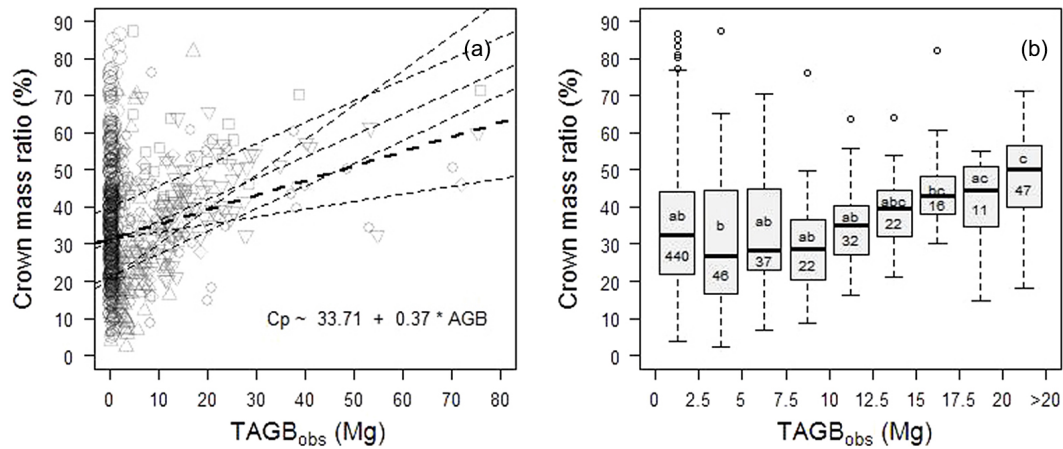 Crown mass ratio (%)
90
80
70
60
50
40
30
20
10
0
(a)
Cp ~ 33.71 + 0.37 * AGB
0 10 20 30 40 50 60 70 80
TAGBobs (Mg)
Crown mass ratio (%)
90
80
70
60
50
40
30
20
10
0
(b)
ab b ab ab ab abc bc ac c
440 46 37 22 32 22 16 11 47
0 2.5 5 7.5 10 12.5 15 17.5 20 >20
TAGBobs (Mg)